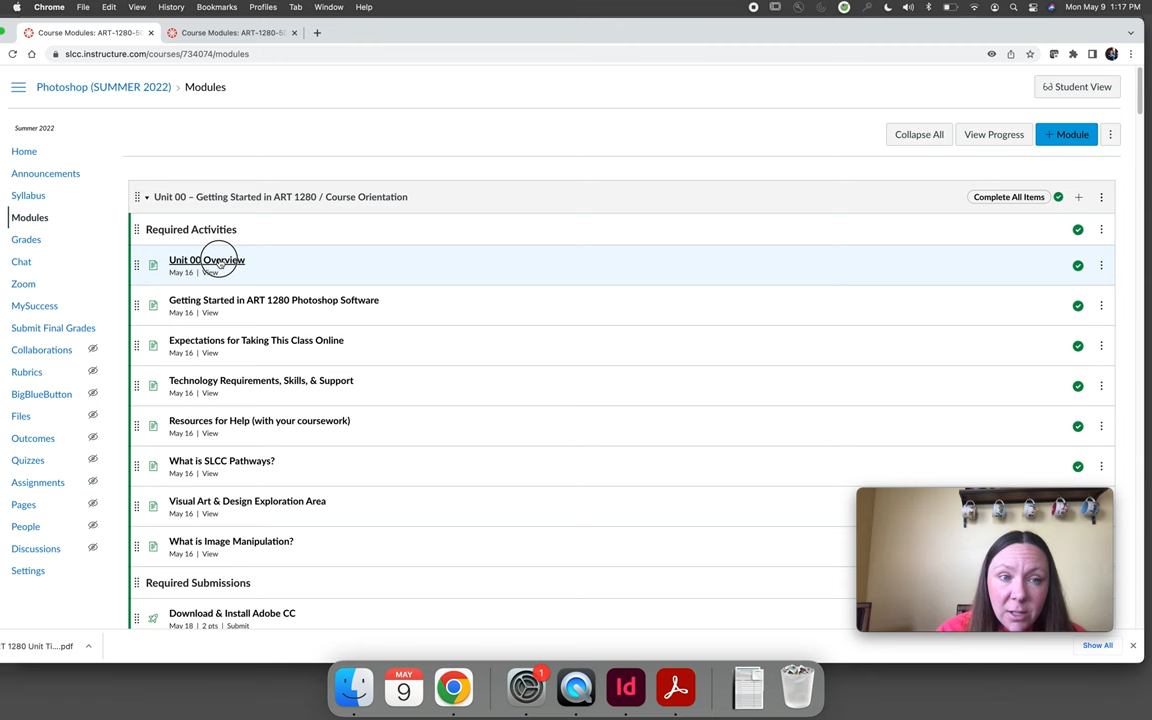 Chrome File Edit View History Bookmarks Profiles Tab Window Help Mon May 9 1:17 PM
Course Modules: ART-1280-5 Course Modules: ART-1280-5
slcc.instructure.com/courses/734074/modules
Photoshop (SUMMER 2022) › Modules Student View
Summer 2022
Collapse All View Progress + Module
Home
Announcements
Syllabus
Modules
Grades
Chat
Zoom
MySuccess
Submit Final Grades
Collaborations
Rubrics
BigBlueButton
Files
Outcomes
Quizzes
Assignments
Pages
People
Discussions
Settings
Unit 00 – Getting Started in ART 1280 / Course Orientation Complete All Items
Required Activities
Unit 00 Overview
May 16 | View
Getting Started in ART 1280 Photoshop Software
May 16 | View
Expectations for Taking This Class Online
May 16 | View
Technology Requirements, Skills, & Support
May 16 | View
Resources for Help (with your coursework)
May 16 | View
What is SLCC Pathways?
May 16 | View
Visual Art & Design Exploration Area
May 16 | View
What is Image Manipulation?
May 16 | View
Required Submissions
Download & Install Adobe CC
May 18 | 2 pts | Submit
T 1280 Unit Ti....pdf Show All
MAY
9
1
Id